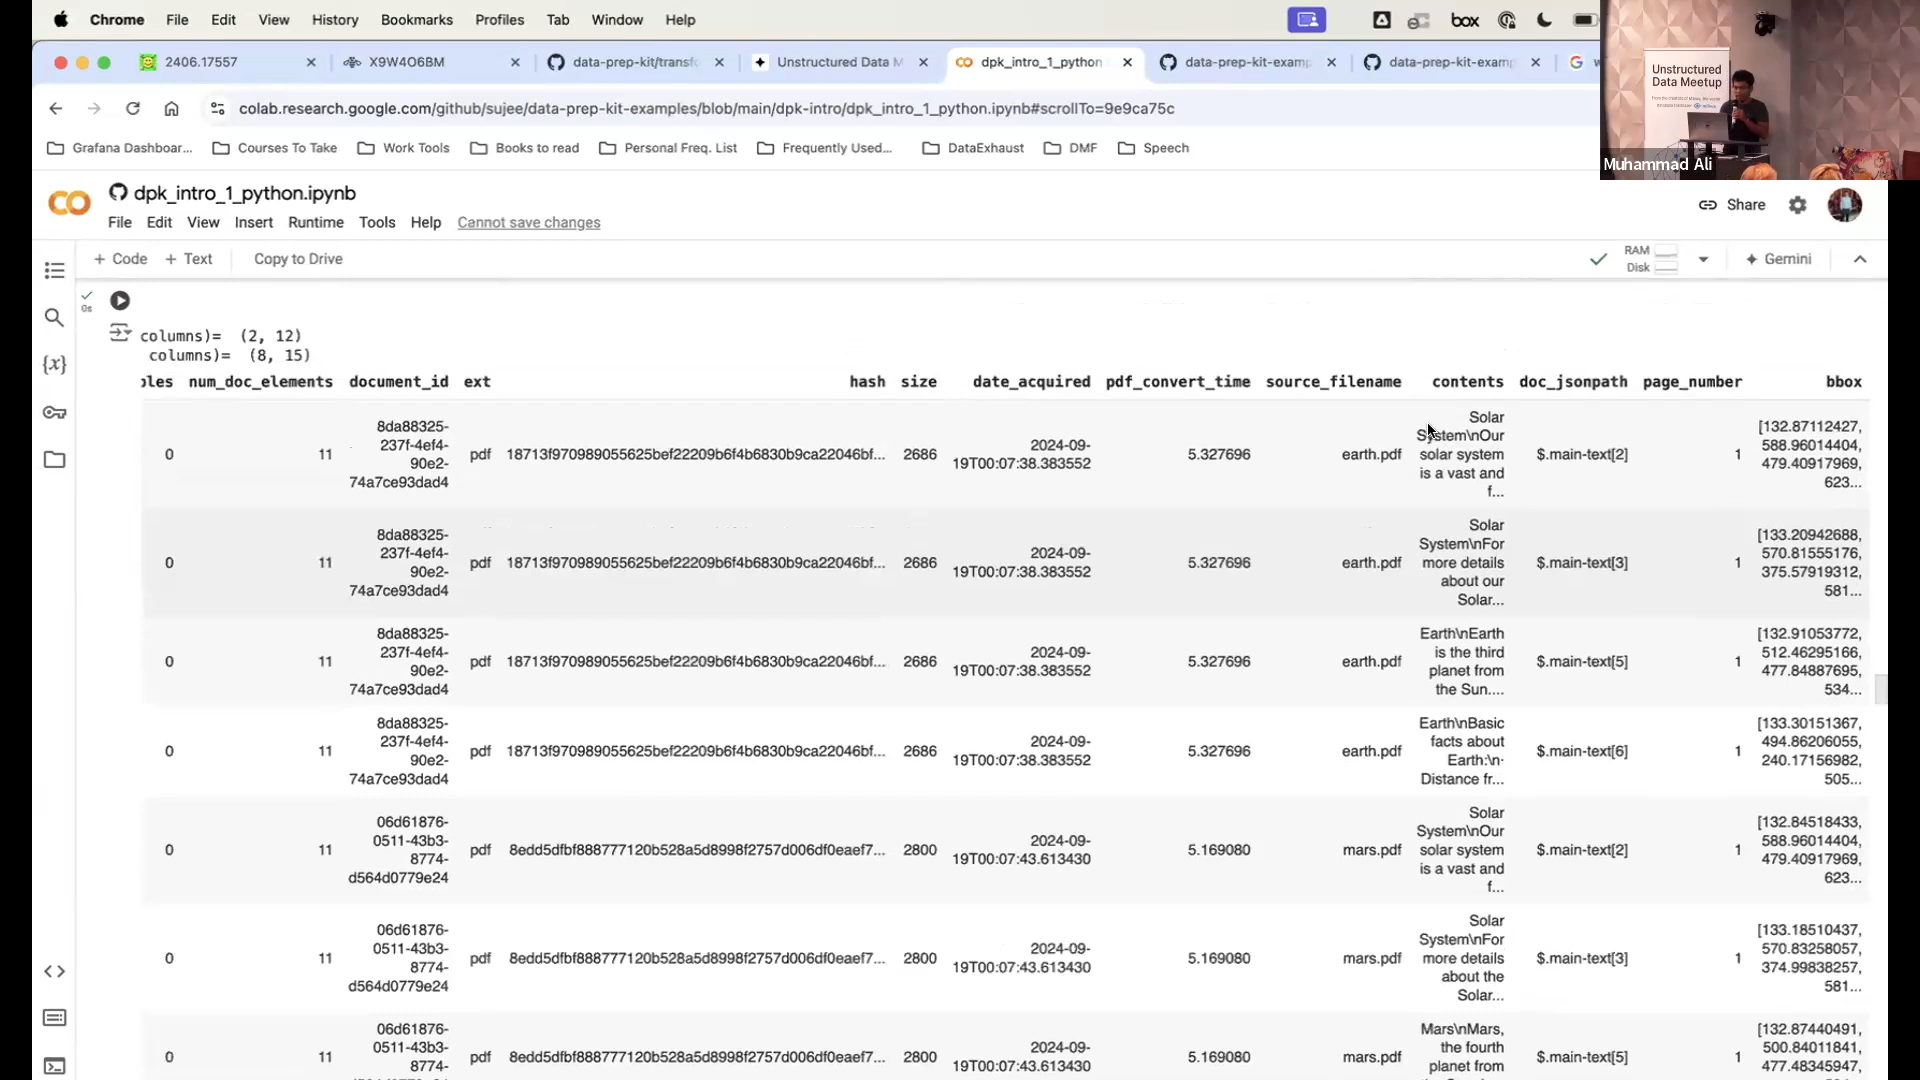 Chrome File Edit View History Bookmarks Profiles Tab Window Help box
2406.17557 X9W4O6BM data-prep-kit/transfo Unstructured Data M dpk_intro_1_python data-prep-kit-examp data-prep-kit-examp
colab.research.google.com/github/sujee/data-prep-kit-examples/blob/main/dpk-intro/dpk_intro_1_python.ipynb#scrollTo=9e9ca75c
Grafana Dashboar... Courses To Take Work Tools Books to read Personal Freq. List Frequently Used... DataExhaust DMF Speech
Unstructured
Data Meetup
Muhammad Ali
dpk_intro_1_python.ipynb
Share
File Edit View Insert Runtime Tools Help Cannot save changes
+ Code + Text Copy to Drive
RAM
Disk
Gemini
0s
columns)= (2, 12)
columns)= (8, 15)
bles num_doc_elements document_id ext hash size date_acquired pdf_convert_time source_filename contents doc_jsonpath page_number bbox
0 11 8da88325-237f-4ef4-90e2-74a7ce93dad4 pdf 18713f970989055625bef22209b6f4b6830b9ca22046bf... 2686 2024-09-19T00:07:38.383552 5.327696 earth.pdf Solar System\nOur solar system is a vast and f... $.main-text[2] 1 [132.87112427, 588.96014404, 479.40917969, 623...
0 11 8da88325-237f-4ef4-90e2-74a7ce93dad4 pdf 18713f970989055625bef22209b6f4b6830b9ca22046bf... 2686 2024-09-19T00:07:38.383552 5.327696 earth.pdf Solar System\nFor more details about our Solar... $.main-text[3] 1 [133.20942688, 570.81555176, 375.57919312, 581...
0 11 8da88325-237f-4ef4-90e2-74a7ce93dad4 pdf 18713f970989055625bef22209b6f4b6830b9ca22046bf... 2686 2024-09-19T00:07:38.383552 5.327696 earth.pdf Earth\nEarth is the third planet from the Sun.... $.main-text[5] 1 [132.91053772, 512.46295166, 477.84887695, 534...
0 11 8da88325-237f-4ef4-90e2-74a7ce93dad4 pdf 18713f970989055625bef22209b6f4b6830b9ca22046bf... 2686 2024-09-19T00:07:38.383552 5.327696 earth.pdf Earth\nBasic facts about Earth:\n· Distance fr... $.main-text[6] 1 [133.30151367, 494.86206055, 240.17156982, 505...
0 11 06d61876-0511-43b3-8774-d564d0779e24 pdf 8edd5dfbf888777120b528a5d8998f2757d006df0eaef7... 2800 2024-09-19T00:07:43.613430 5.169080 mars.pdf Solar System\nOur solar system is a vast and f... $.main-text[2] 1 [132.84518433, 588.96014404, 479.40917969, 623...
0 11 06d61876-0511-43b3-8774-d564d0779e24 pdf 8edd5dfbf888777120b528a5d8998f2757d006df0eaef7... 2800 2024-09-19T00:07:43.613430 5.169080 mars.pdf Solar System\nFor more details about the Solar... $.main-text[3] 1 [133.18510437, 570.83258057, 374.99838257, 581...
0 11 06d61876-0511-43b3-8774- pdf 8edd5dfbf888777120b528a5d8998f2757d006df0eaef7... 2800 2024-09-19T00:07:43.613430 5.169080 mars.pdf Mars\nMars, the fourth planet from $.main-text[5] 1 [132.87440491, 500.84011841, 477.48345947,